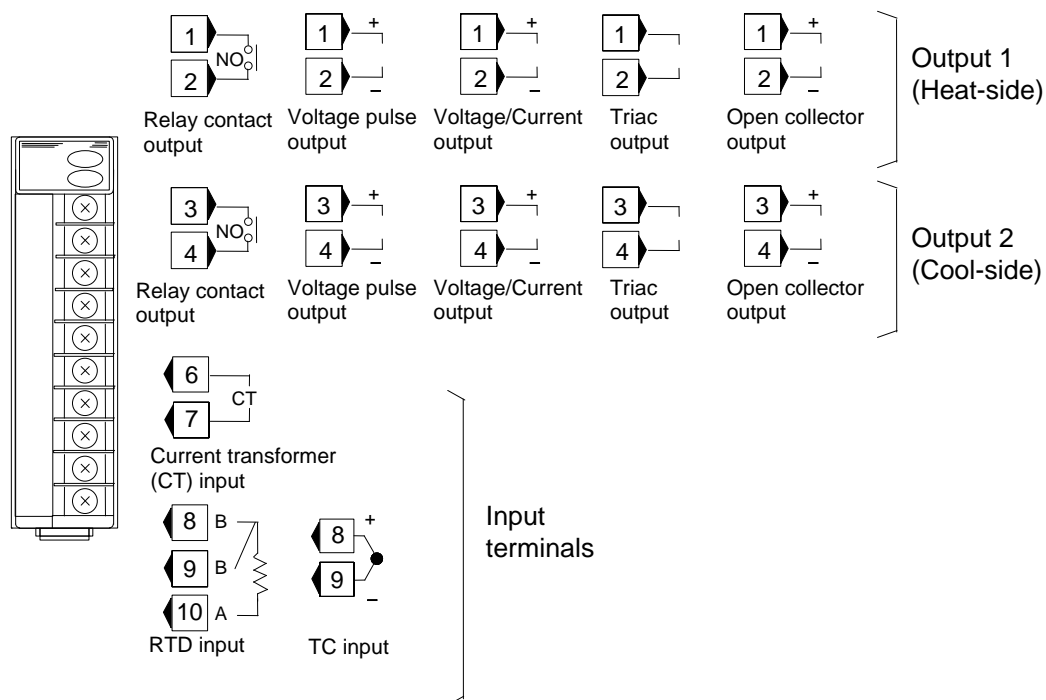 1 + 1 + 1 1 + 1
NO
2 2 – 2 – 2 2 –
Relay contact output
Voltage pulse output
Voltage/Current output
Triac output
Open collector output
Output 1
(Heat-side)
3 3 + 3 + 3 3 +
NO
4 4 – 4 – 4 4 –
Relay contact output
Voltage pulse output
Voltage/Current output
Triac output
Open collector output
Output 2
(Cool-side)
6
CT
7
Current transformer
(CT) input
8 B
9 B
10 A
RTD input
8 +
9 –
TC input
Input
terminals